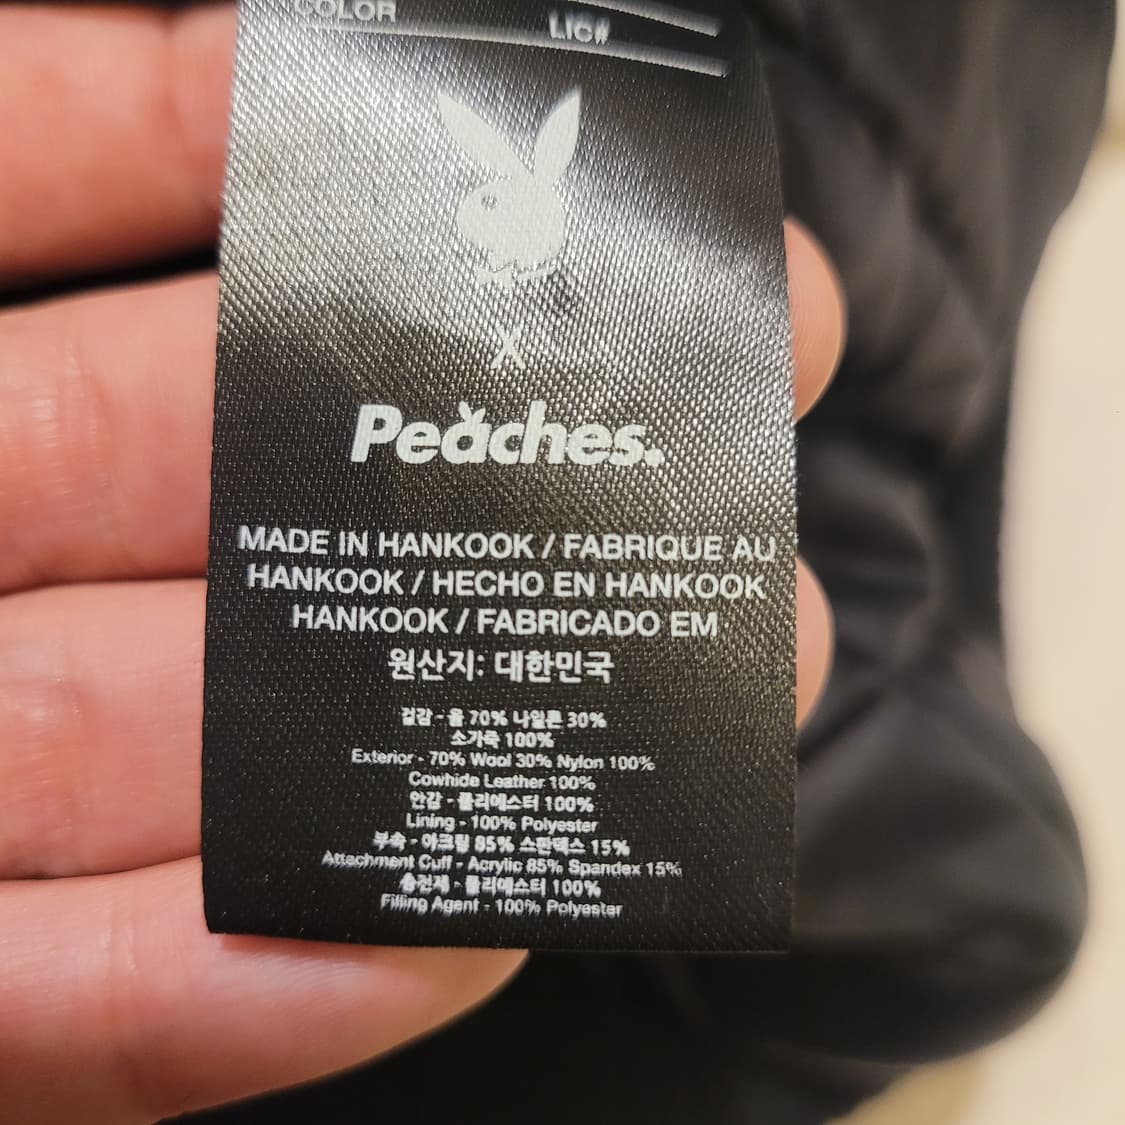 COLOR
LIC#
X
Peaches.
MADE IN HANKOOK / FABRIQUE AU
HANKOOK / HECHO EN HANKOOK
HANKOOK / FABRICADO EM
원산지: 대한민국
겉감 - 울 70% 나일론 30%
소가죽 100%
Exterior - 70% Wool 30% Nylon 100%
Cowhide Leather 100%
안감 - 폴리에스터 100%
Lining - 100% Polyester
부속 - 아크릴 85% 스판덱스 15%
Attachment Cuff - Acrylic 85% Spandex 15%
충전재 - 폴리에스터 100%
Filling Agent - 100% Polyester